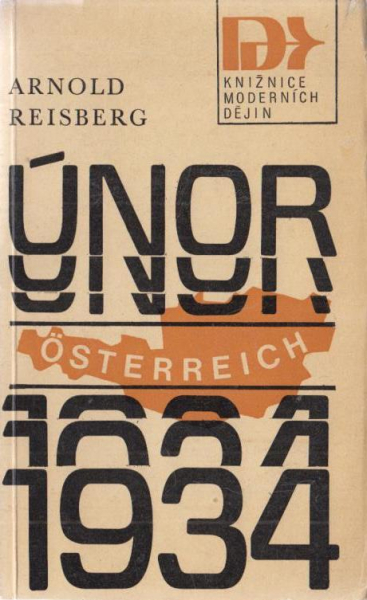 ARNOLD
REISBERG
KNIŽNICE
MODERNÍCH
DĚJIN
ÚNOR
ÖSTERREICH
1934